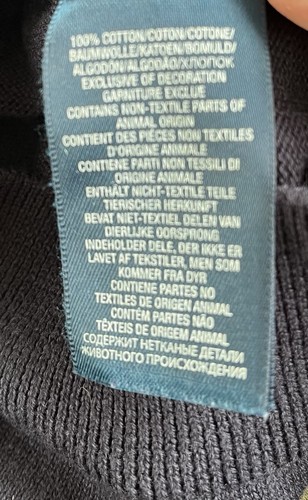 100% COTTON/COTON/COTONE/
BAUMWOLLE/KATOEN/BOMULD/
ALGODÓN/ALGODÃO/ХЛОПОК
EXCLUSIVE OF DECORATION
GARNITURE EXCLUE
CONTAINS NON-TEXTILE PARTS OF
ANIMAL ORIGIN
CONTIENT DES PIÈCES NON TEXTILES
D'ORIGINE ANIMALE
CONTIENE PARTI NON TESSILI DI
ORIGINE ANIMALE
ENTHÄLT NICHT-TEXTILE TEILE
TIERISCHER HERKUNFT
BEVAT NIET-TEXTIEL DELEN VAN
DIERLIJKE OORSPRONG
INDEHOLDER DELE, DER IKKE ER
LAVET AF TEKSTILER, MEN SOM
KOMMER FRA DYR
CONTIENE PARTES NO
TEXTILES DE ORIGEN ANIMAL
CONTÉM PARTES NÃO
TÊXTEIS DE ORIGEM ANIMAL
СОДЕРЖИТ НЕТКАНЫЕ ДЕТАЛИ
ЖИВОТНОГО ПРОИСХОЖДЕНИЯ